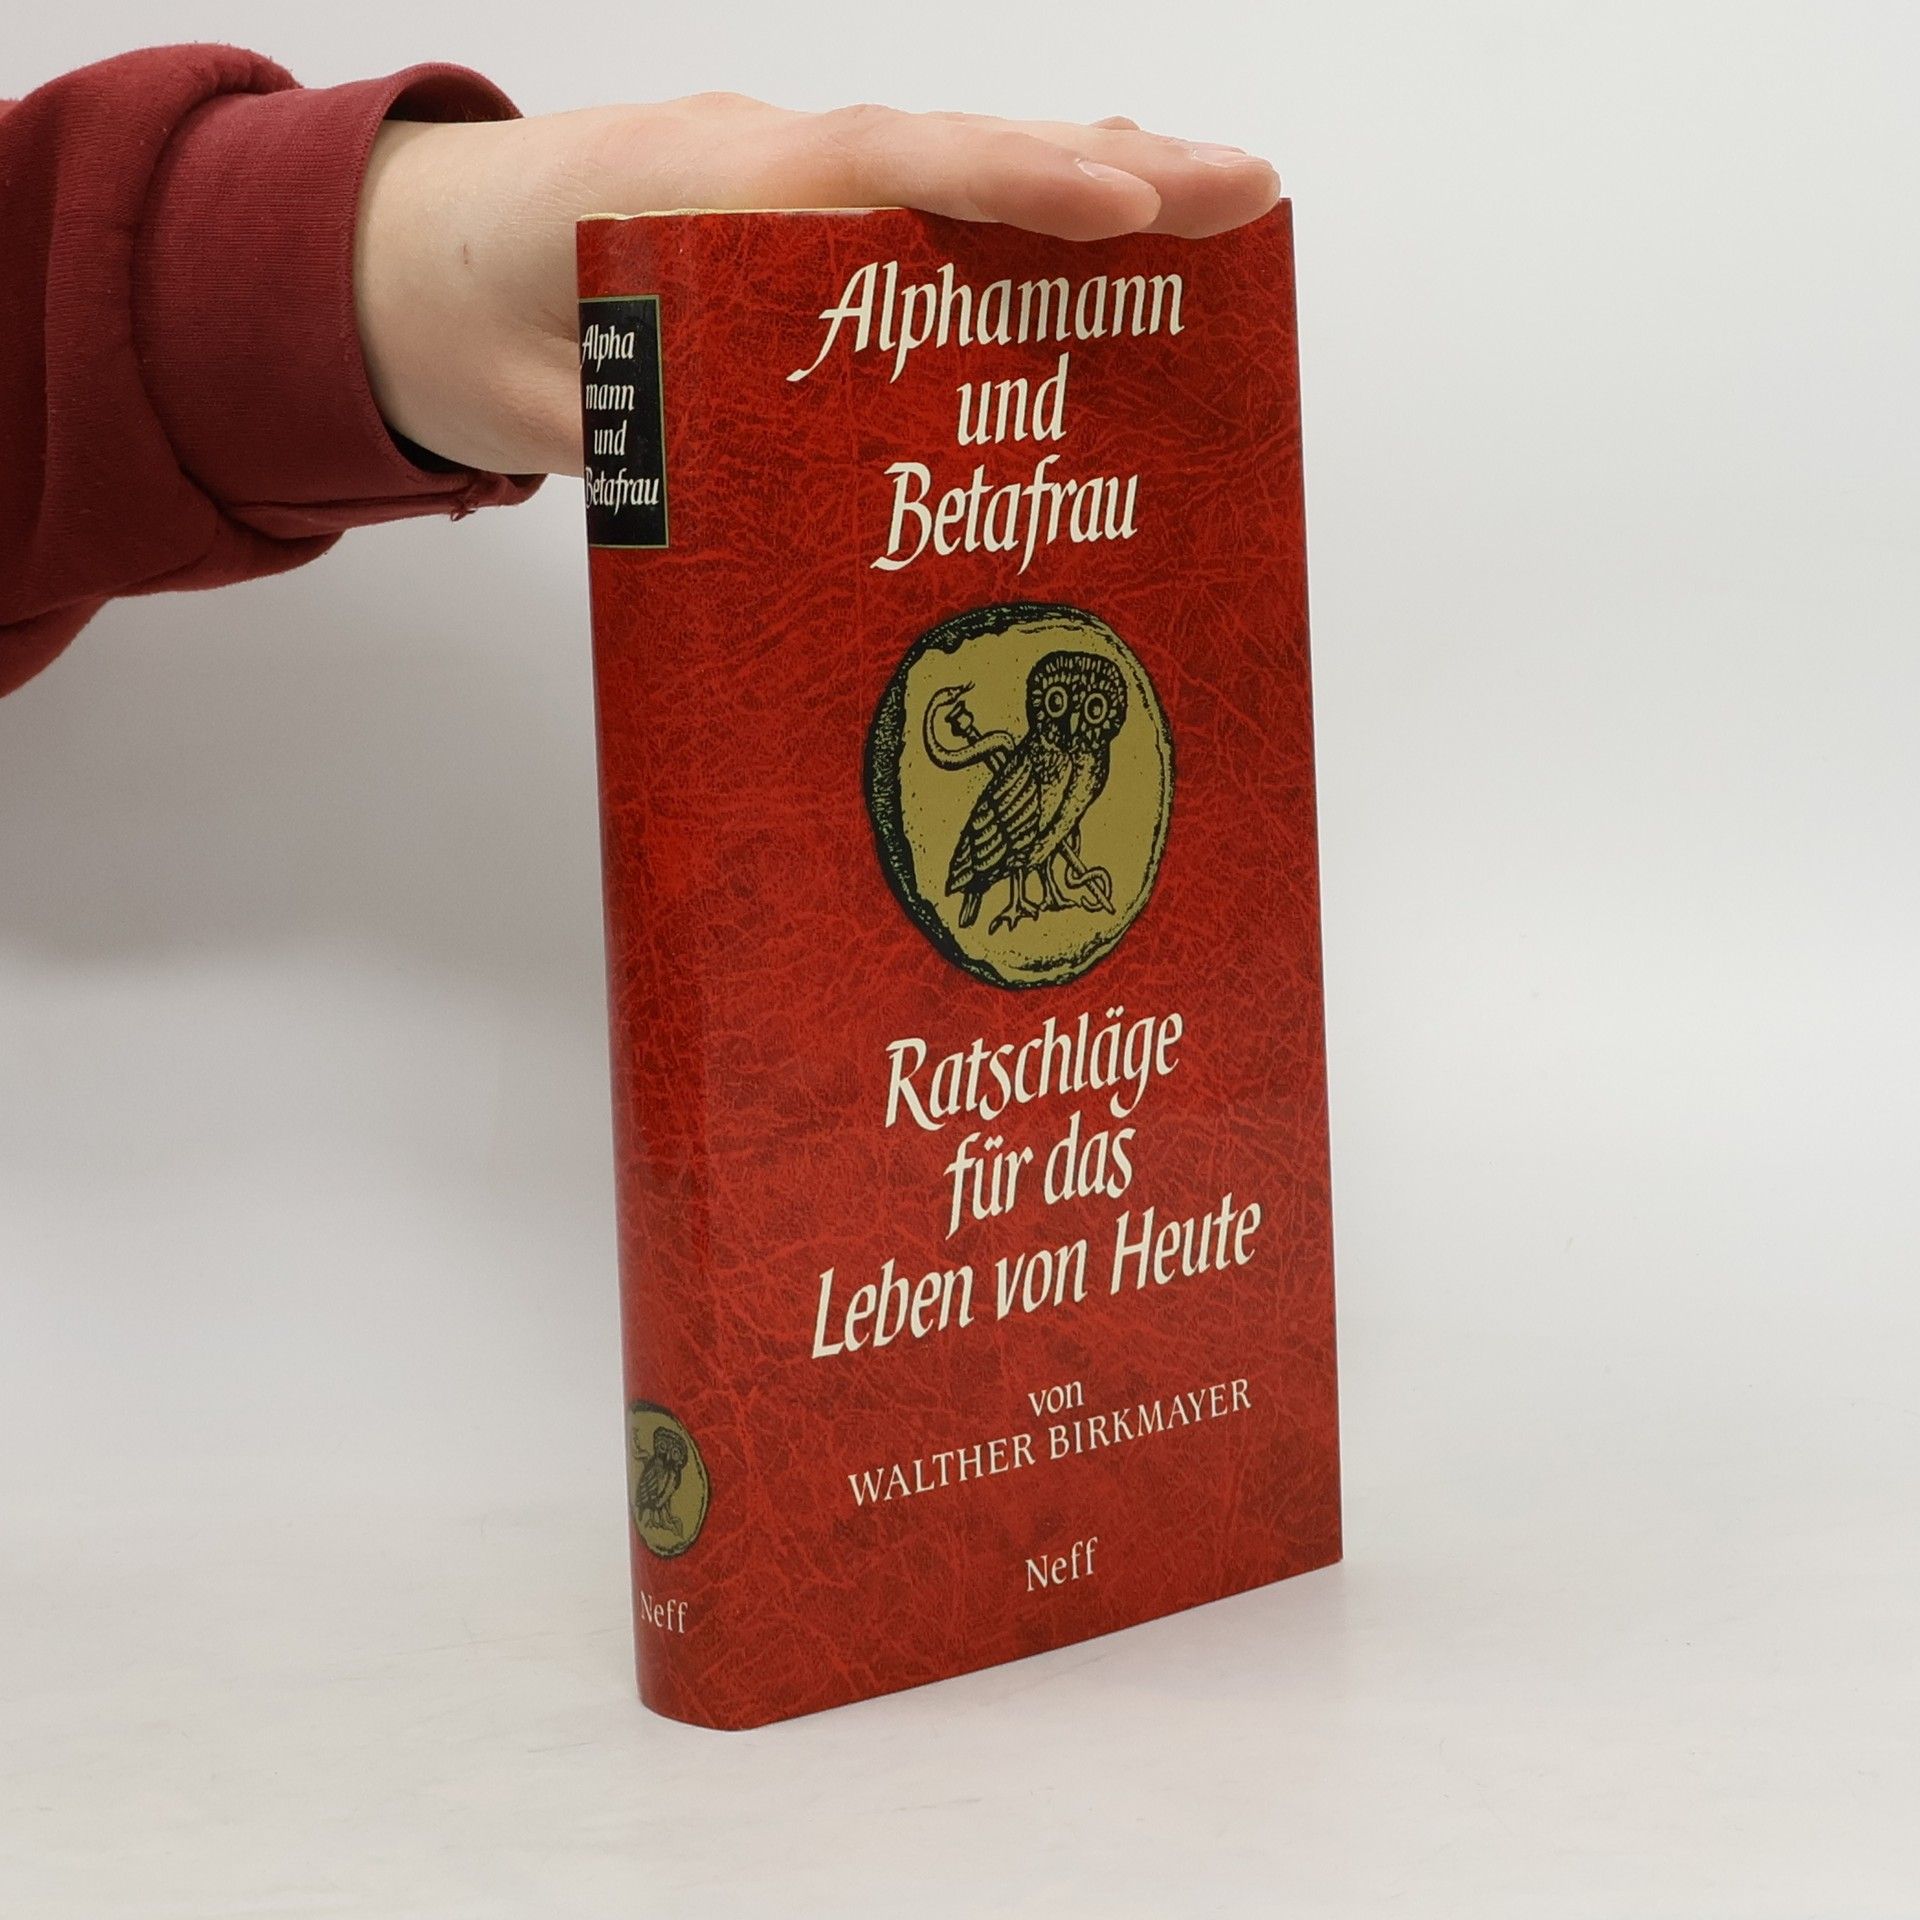 Alpha
mann
und
Betafrau
Neff
Alphamann
und
Betafrau
Ratschläge
für das
Leben von Heute
von
WALTHER BIRKMAYER
Neff